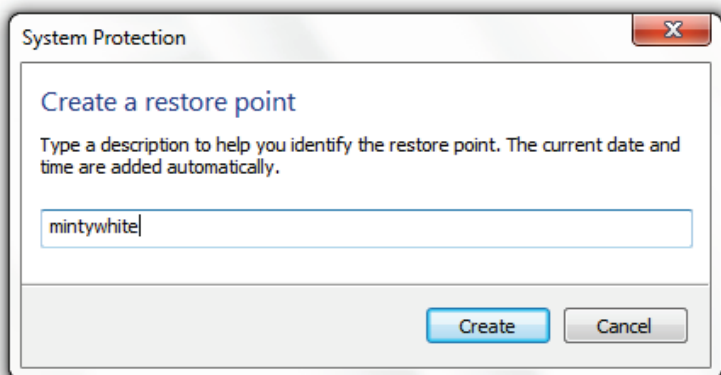 System Protection
Create a restore point
Type a description to help you identify the restore point. The current date and
time are added automatically.
mintywhite
Create
Cancel